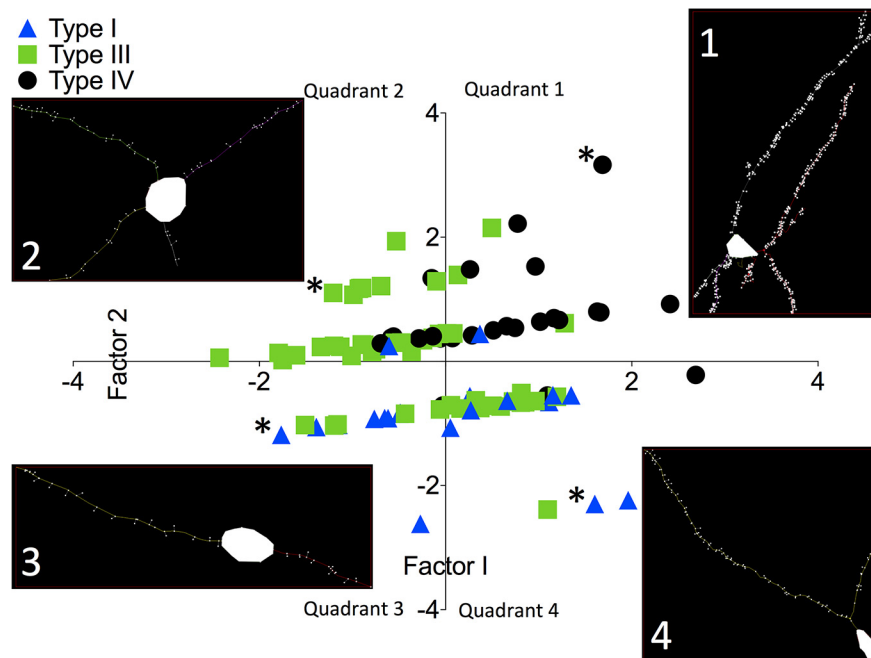 Type I
Type III
Type IV
1
Quadrant 2
Quadrant 1
4
*
2
2
*
Factor 2
-4
-2
2
4
*
*
-2
3
Factor I
Quadrant 3
-4
Quadrant 4
4